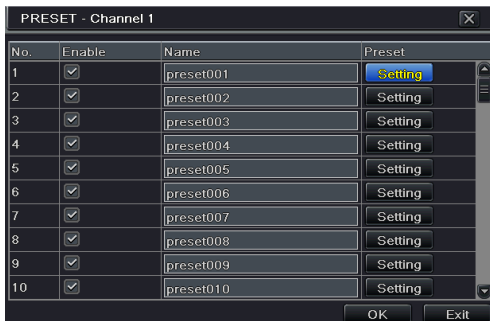 PRESET - Channel 1
No. Enable Name Preset
1 preset001 Setting
2 preset002 Setting
3 preset003 Setting
4 preset004 Setting
5 preset005 Setting
6 preset006 Setting
7 preset007 Setting
8 preset008 Setting
9 preset009 Setting
10 preset010 Setting
OK Exit